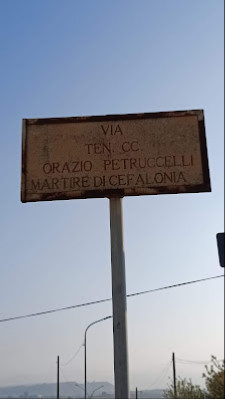 VIA
TEN. CC.
ORAZIO PETRUCCELLI
MARTIRE DI CEFALONIA